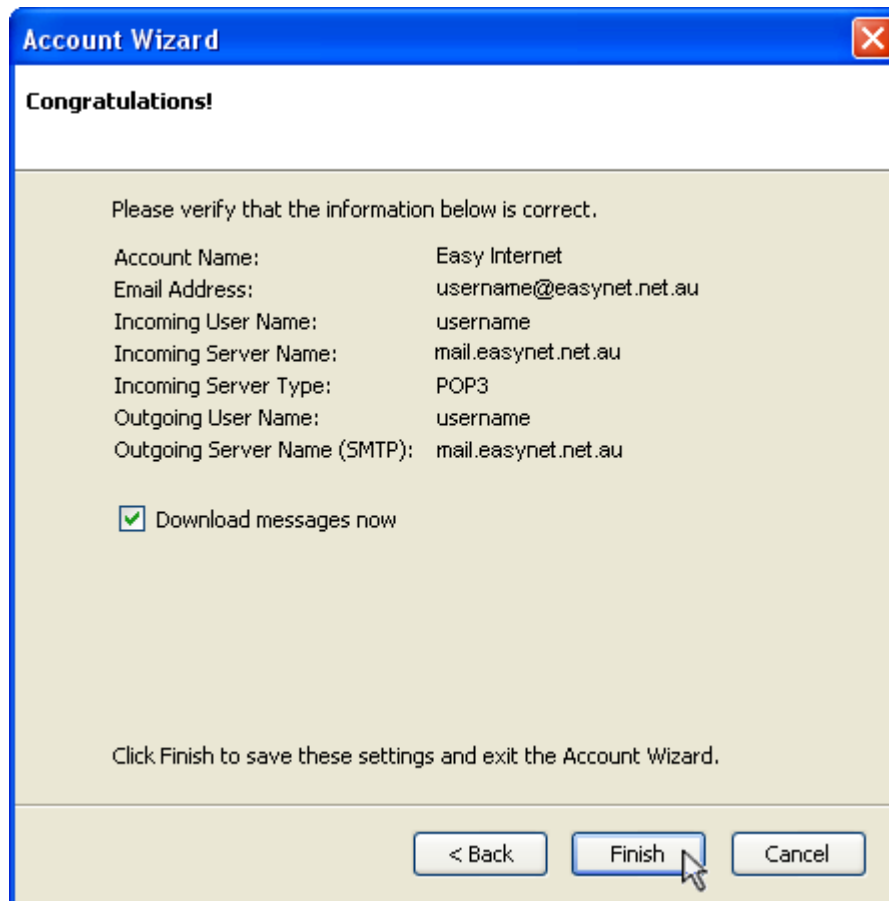 Account Wizard
Congratulations!
Please verify that the information below is correct.
Account Name: Easy Internet
Email Address: username@easynet.net.au
Incoming User Name: username
Incoming Server Name: mail.easynet.net.au
Incoming Server Type: POP3
Outgoing User Name: username
Outgoing Server Name (SMTP): mail.easynet.net.au
Download messages now
Click Finish to save these settings and exit the Account Wizard.
< Back Finish Cancel